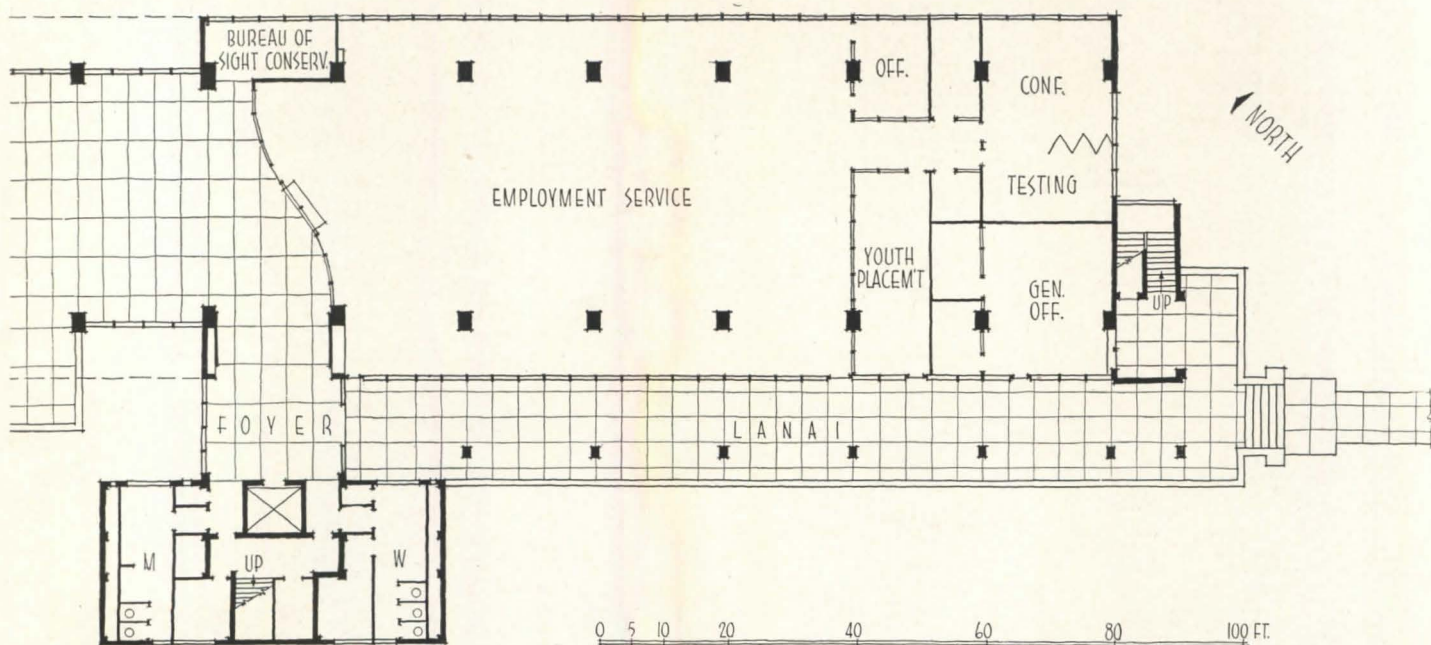 BUREAU OF
SIGHT CONSERV.
OFF.
CONF.
NORTH
EMPLOYMENT SERVICE
TESTING
YOUTH
PLACEM'T
GEN.
OFF.
UP
FOYER
LANAI
M
UP
W
0 5 10 20 40 60 80 100 FT.